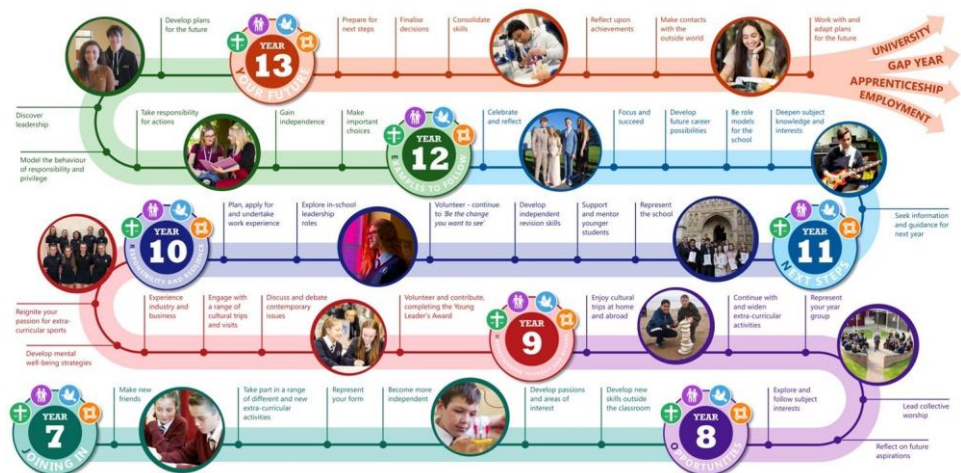 Develop plans
for the future
YEAR
13
YOUR FUTURE
Prepare for
next steps
Finalise
decisions
Consolidate
skills
Reflect upon
achievements
Make contacts
with the
outside world
Work with and
adapt plans
for the future
UNIVERSITY
GAP YEAR
APPRENTICESHIP
EMPLOYMENT
Discover
leadership
Model the behaviour
of responsibility and
privilege
Take responsibility
for actions
Gain
independence
Make
important
choices
YEAR
12
EXAMPLES TO FOLLOW
Celebrate
and reflect
Focus and
succeed
Develop
future career
possibilities
Be role
models for
the school
Deepen subject
knowledge and
interests
YEAR
10
RESPONSIBILITY AND RESILIENCE
Plan, apply for
and undertake
work experience
Explore in-school
leadership
roles
Volunteer - continue
to 'Be the change
you want to see'
Develop
independent
revision skills
Support
and mentor
younger
students
Represent
the school
YEAR
11
NEXT STEPS
Seek information
and guidance for
next year
Reignite your
passion for extra-
curricular sports
Develop mental
well-being strategies
Experience
industry and
business
Engage with
a range of
cultural trips
and visits
Discuss and debate
contemporary
issues
Volunteer and contribute,
completing the Young
Leader's Award
YEAR
9
Enjoy cultural
trips at home
and abroad
Continue with
and widen
extra-curricular
activities
Represent
your year
group
YEAR
7
JOINING IN
Make new
friends
Take part in a range
of different and new
extra-curricular
activities
Represent
your form
Become more
independent
Develop passions
and areas of
interest
Develop new
skills outside
the classroom
YEAR
8
OPPORTUNITIES
Explore and
follow subject
interests
Lead collective
worship
Reflect on future
aspirations